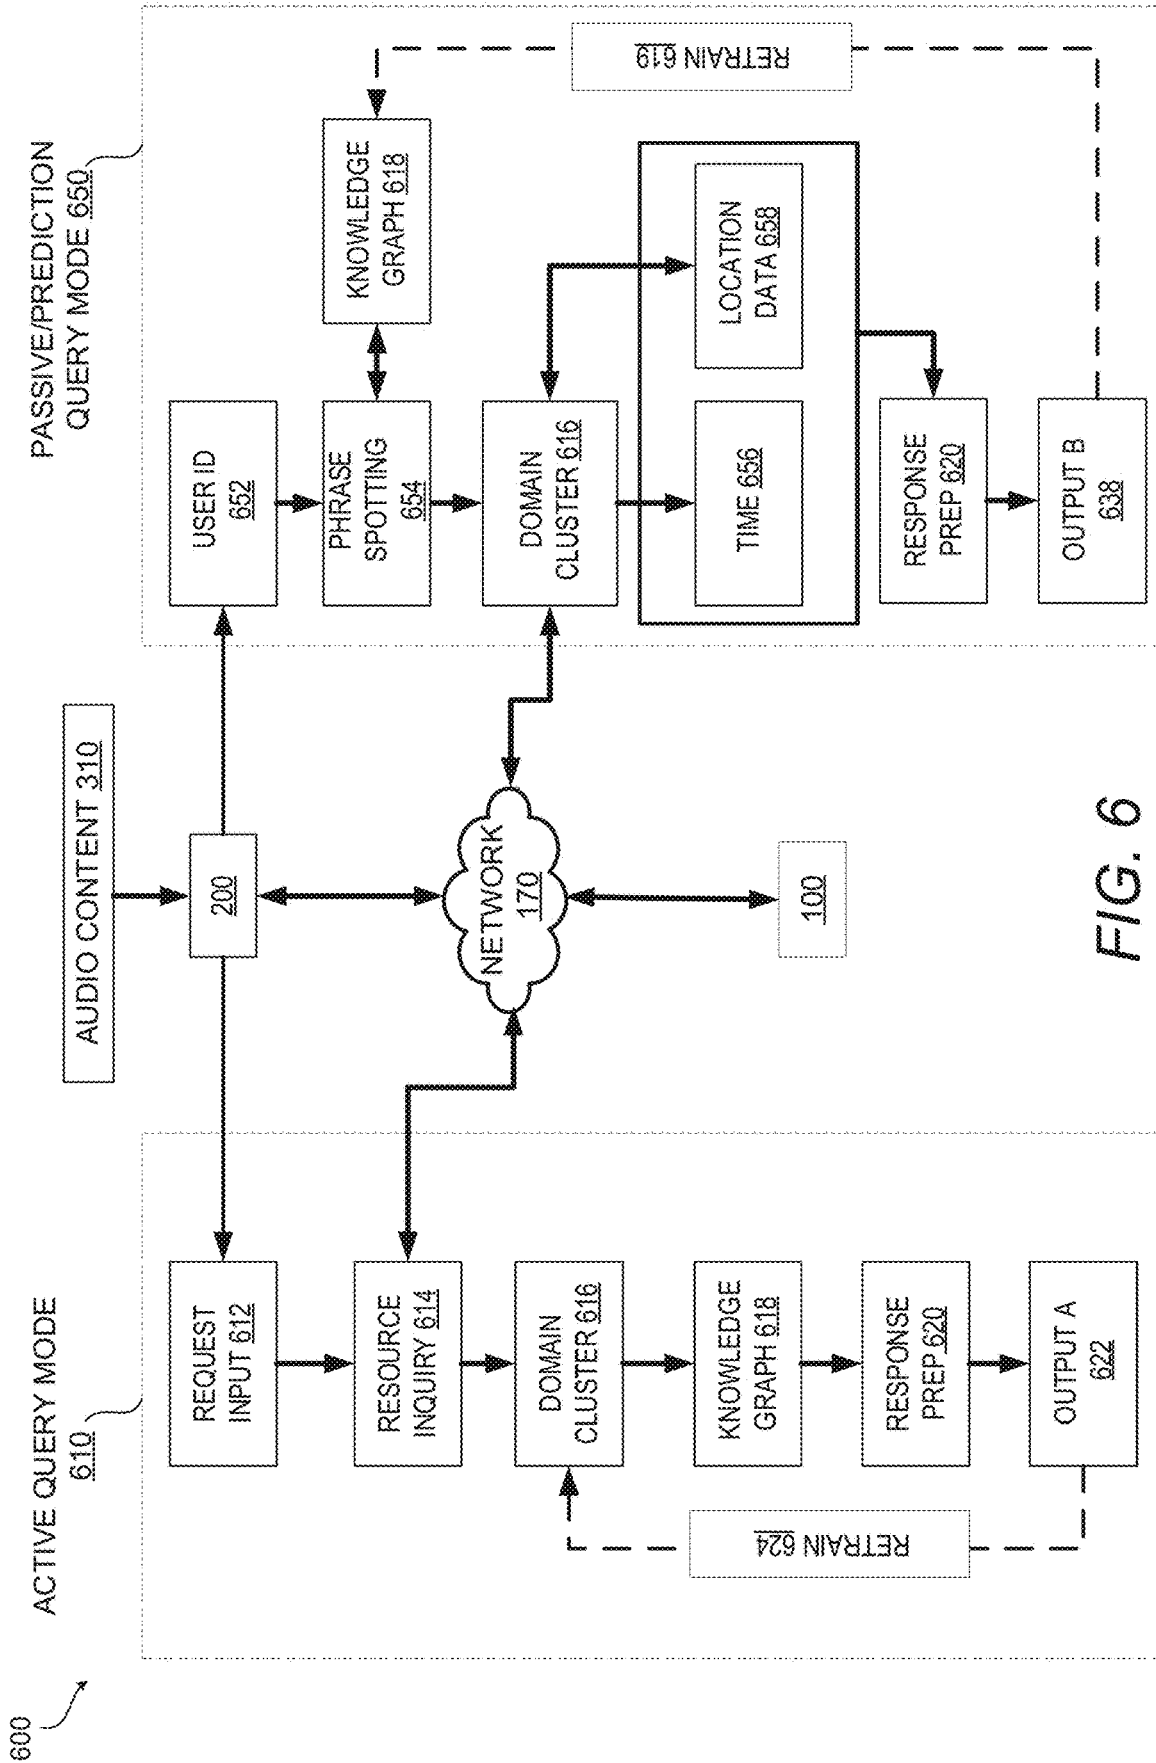 600
ACTIVE QUERY MODE
610
REQUEST
INPUT 612
RESOURCE
INQUIRY 614
DOMAIN
CLUSTER 616
KNOWLEDGE
GRAPH 618
RESPONSE
PREP 620
OUTPUT A
622
RETRAIN 624
AUDIO CONTENT 310
200
NETWORK
170
100
PASSIVE/PREDICTION
QUERY MODE 650
USER ID
652
PHRASE
SPOTTING
654
KNOWLEDGE
GRAPH 618
DOMAIN
CLUSTER 616
TIME 656
LOCATION
DATA 658
RESPONSE
PREP 620
OUTPUT B
638
RETRAIN 619
FIG. 6